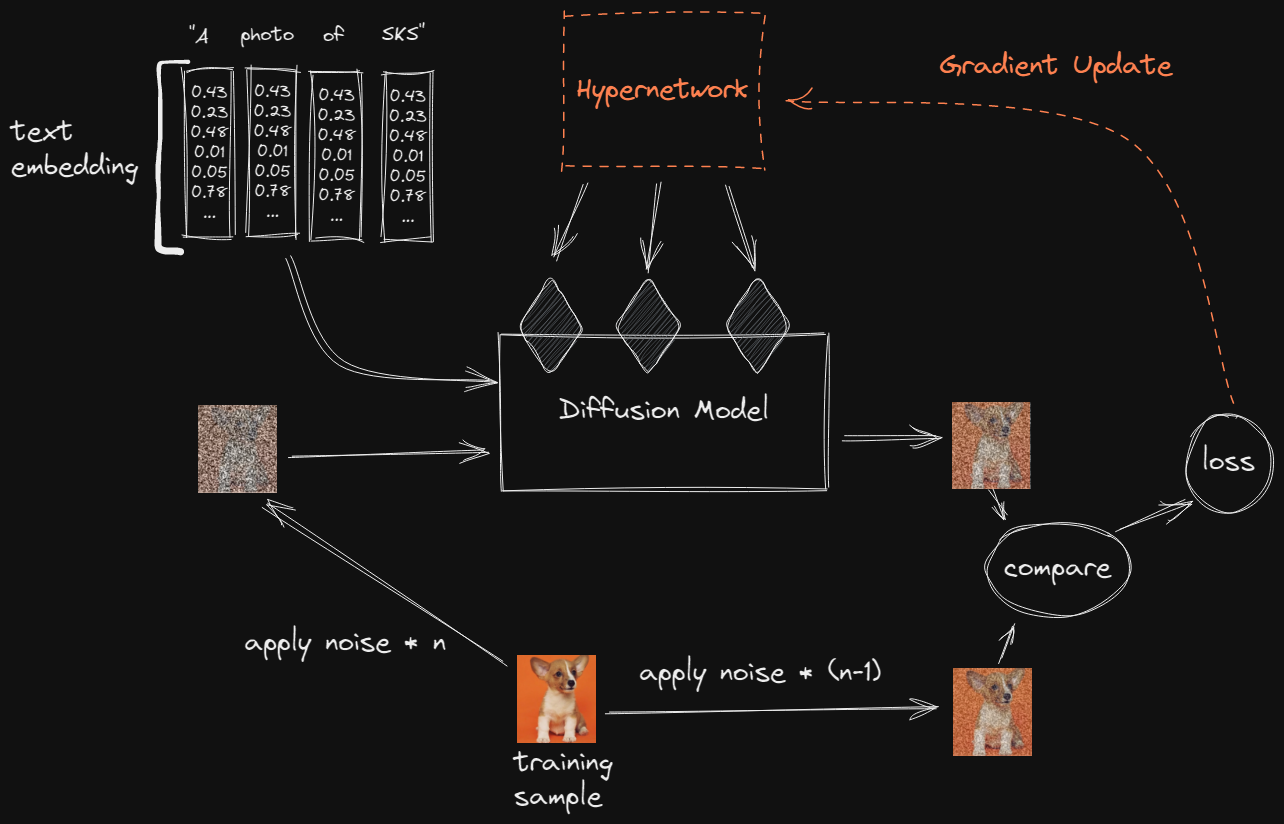 "A photo of SKS"
text
embedding
0.43 0.43 0.43 0.43
0.23 0.23 0.23 0.23
0.48 0.48 0.48 0.48
0.01 0.01 0.01 0.01
0.05 0.05 0.05 0.05
0.78 0.78 0.78 0.78
... ... ... ...
Hypernetwork
Gradient Update
Diffusion Model
loss
compare
apply noise * n
apply noise * (n-1)
training
sample